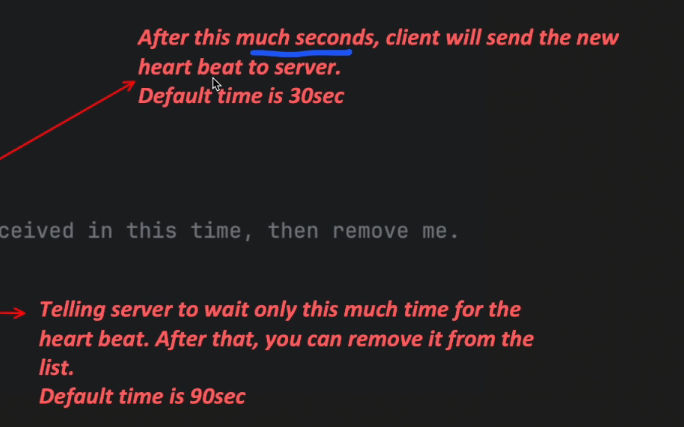 After this much seconds, client will send the new
heart beat to server.
Default time is 30sec
ceived in this time, then remove me.
Telling server to wait only this much time for the
heart beat. After that, you can remove it from the
list.
Default time is 90sec